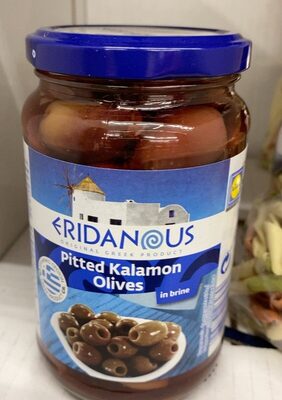 ERIDANOUS
ORIGINAL GREEK PRODUCT
Pitted Kalamon
Olives
in brine